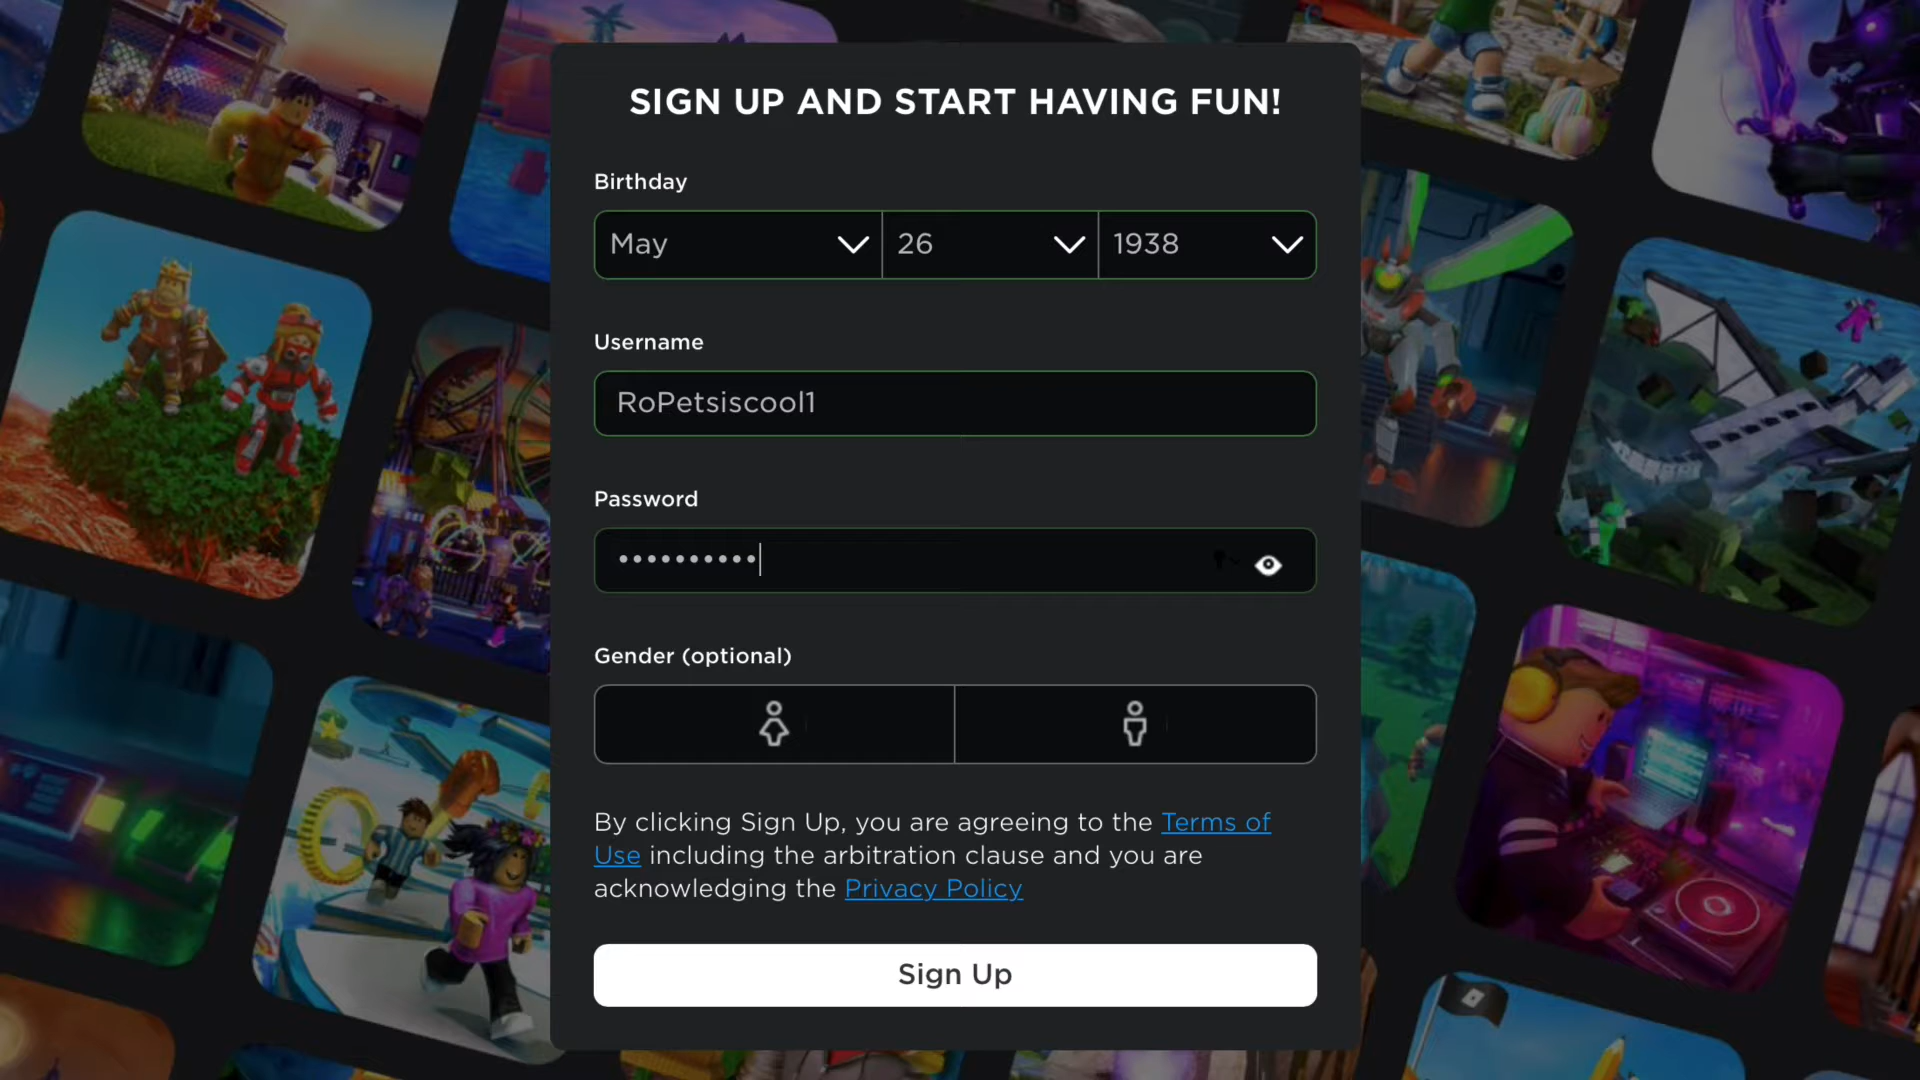 SIGN UP AND START HAVING FUN!
Birthday
May 26 1938
Username
RoPetsiscool1
Password
••••••••••
Gender (optional)
By clicking Sign Up, you are agreeing to the Terms of
Use including the arbitration clause and you are
acknowledging the Privacy Policy
Sign Up